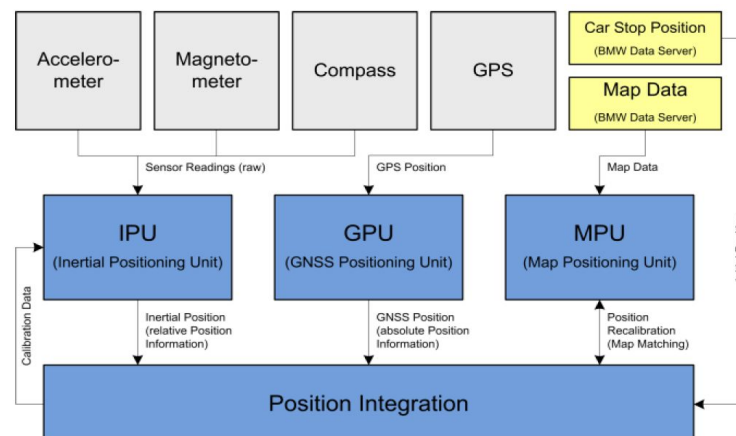 Accelero-
meter
Magneto-
meter
Compass
GPS
Car Stop Position
(BMW Data Server)
Map Data
(BMW Data Server)
Sensor Readings (raw)
GPS Position
Map Data
IPU
(Inertial Positioning Unit)
GPU
(GNSS Positioning Unit)
MPU
(Map Positioning Unit)
Calibration Data
Inertial Position
(relative Position
Information)
GNSS Position
(absolute Position
Information)
Position
Recalibration
(Map Matching)
Position Integration